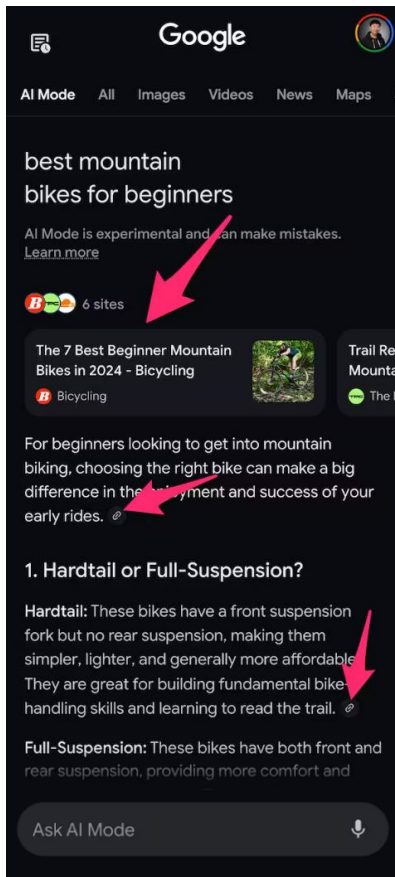 Google
AI Mode All Images Videos News Maps
best mountain
bikes for beginners
AI Mode is experimental and can make mistakes.
Learn more
6 sites
The 7 Best Beginner Mountain
Bikes in 2024 - Bicycling
Bicycling
Trail Re
Mounta
The
For beginners looking to get into mountain
biking, choosing the right bike can make a big
difference in the enjoyment and success of your
early rides.
1. Hardtail or Full-Suspension?
Hardtail: These bikes have a front suspension
fork but no rear suspension, making them
simpler, lighter, and generally more affordable
They are great for building fundamental bike-
handling skills and learning to read the trail.
Full-Suspension: These bikes have both front and
rear suspension, providing more comfort and
Ask AI Mode